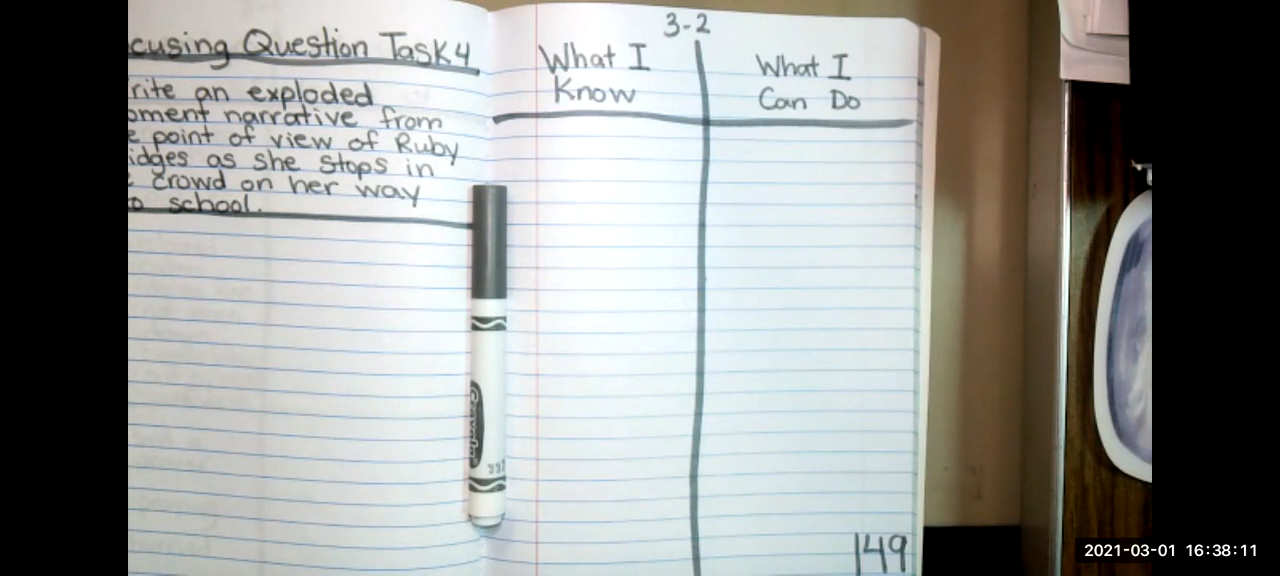 cusing Question Task 4
rite an exploded
oment narrative from
e point of view of Ruby
idges as she stops in
e crowd on her way
o school.
3-2
What I
Know
What I
Can Do
Crayola
149
2021-03-01 16:38:11